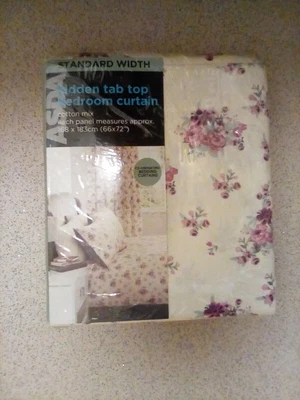 STANDARD WIDTH
ASDA
hidden tab top
bedroom curtain
cotton mix
each panel measures approx.
168 x 183cm (66x72")